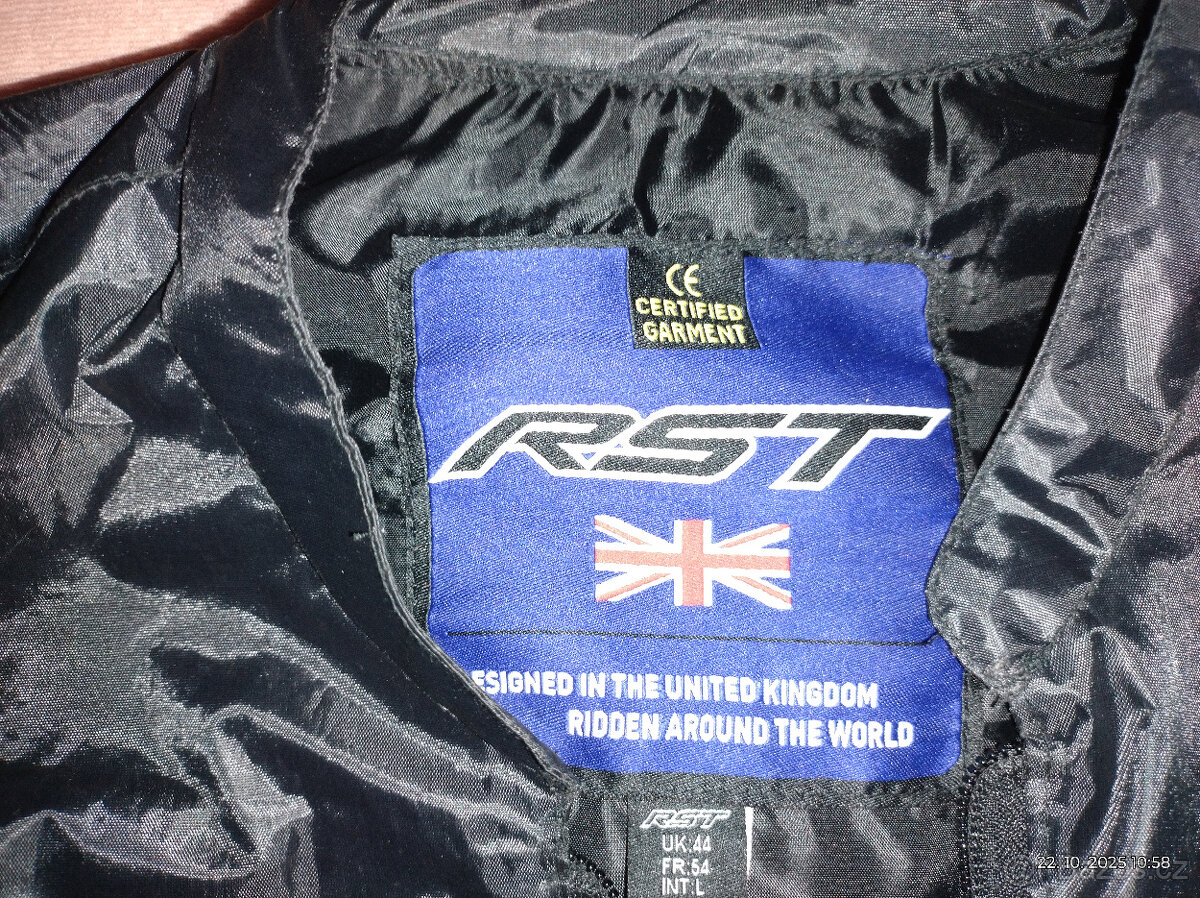 CE
CERTIFIED
GARMENT
RST
ESIGNED IN THE UNITED KINGDOM
RIDDEN AROUND THE WORLD
RST
UK:44
FR:54
INT:L
22. 10. 2025 10:58